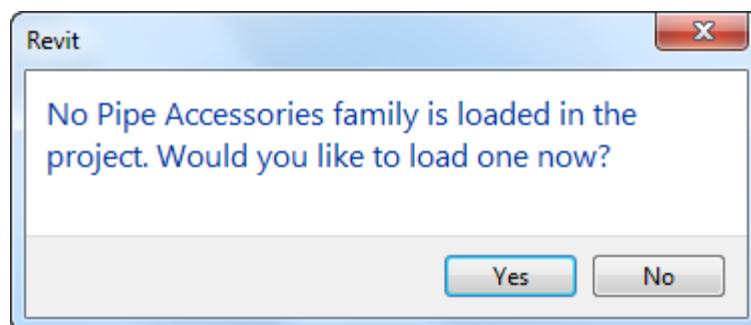 Revit
No Pipe Accessories family is loaded in the
project. Would you like to load one now?
Yes
No